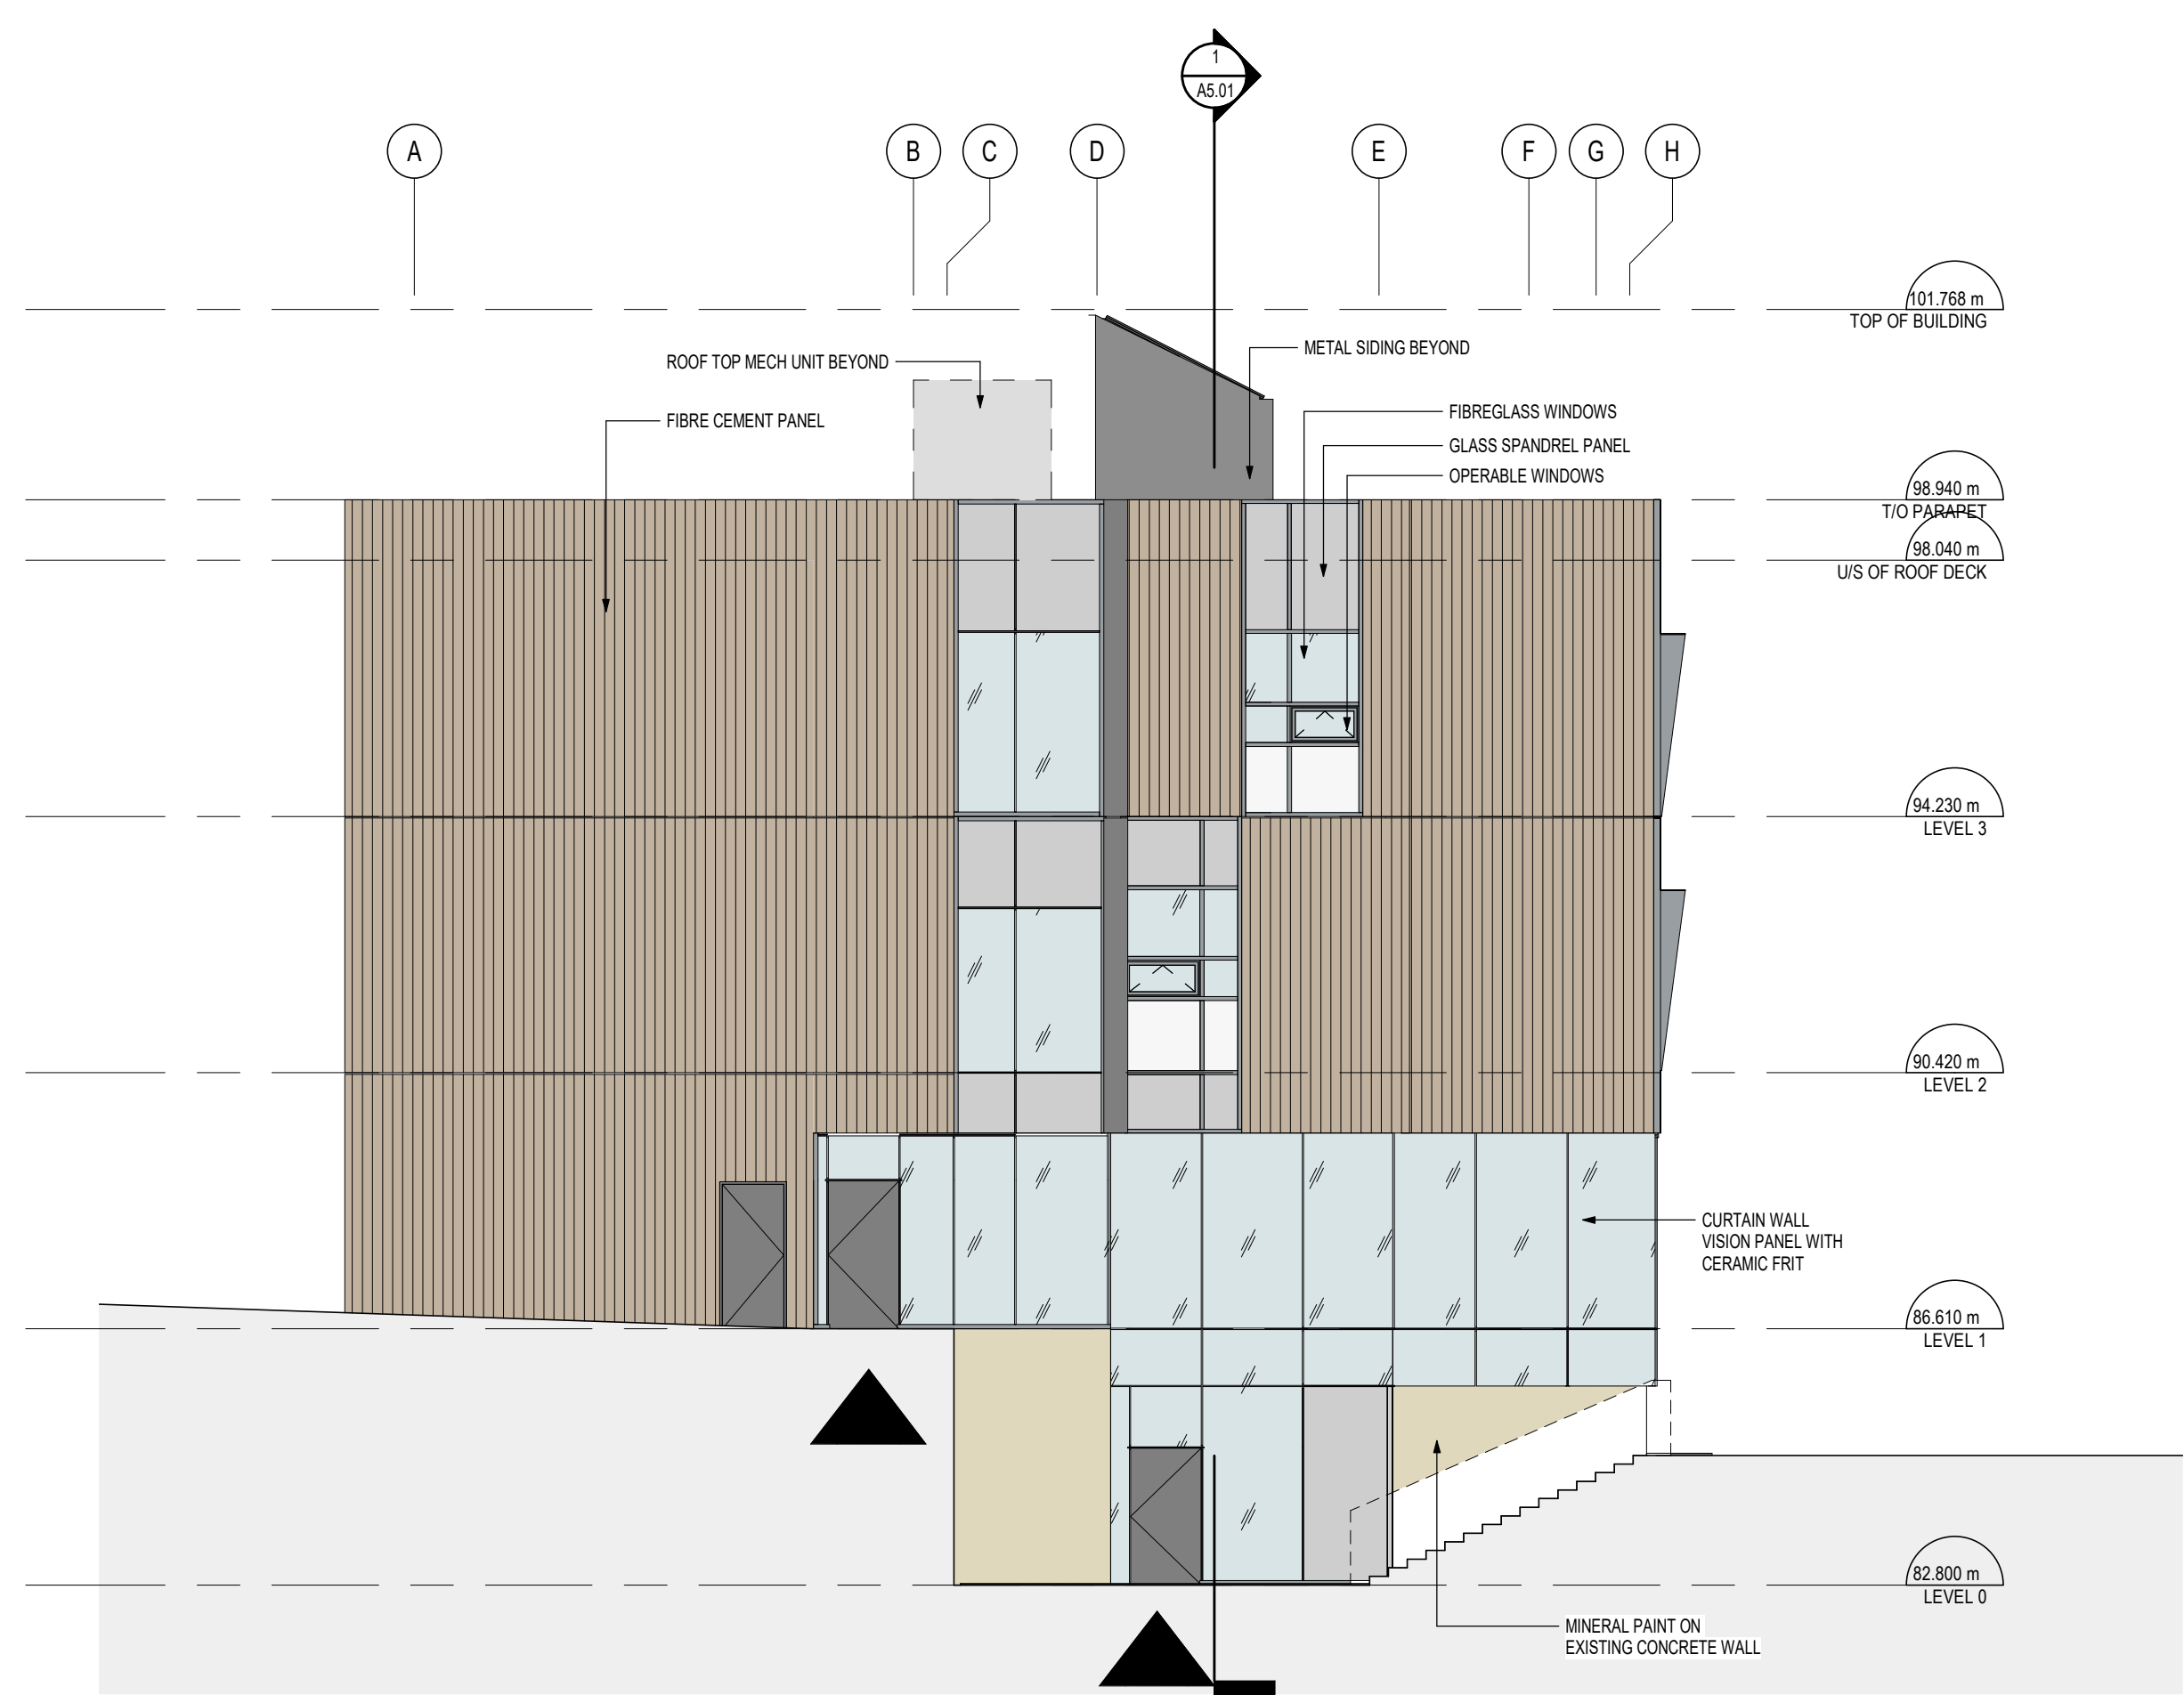 1
A5.01
A
B
C
D
E
F
G
H
101.768 m
TOP OF BUILDING
ROOF TOP MECH UNIT BEYOND
METAL SIDING BEYOND
FIBRE CEMENT PANEL
FIBREGLASS WINDOWS
GLASS SPANDREL PANEL
OPERABLE WINDOWS
98.940 m
T/O PARAPET
98.040 m
U/S OF ROOF DECK
94.230 m
LEVEL 3
90.420 m
LEVEL 2
CURTAIN WALL
VISION PANEL WITH
CERAMIC FRIT
86.610 m
LEVEL 1
82.800 m
LEVEL 0
MINERAL PAINT ON
EXISTING CONCRETE WALL